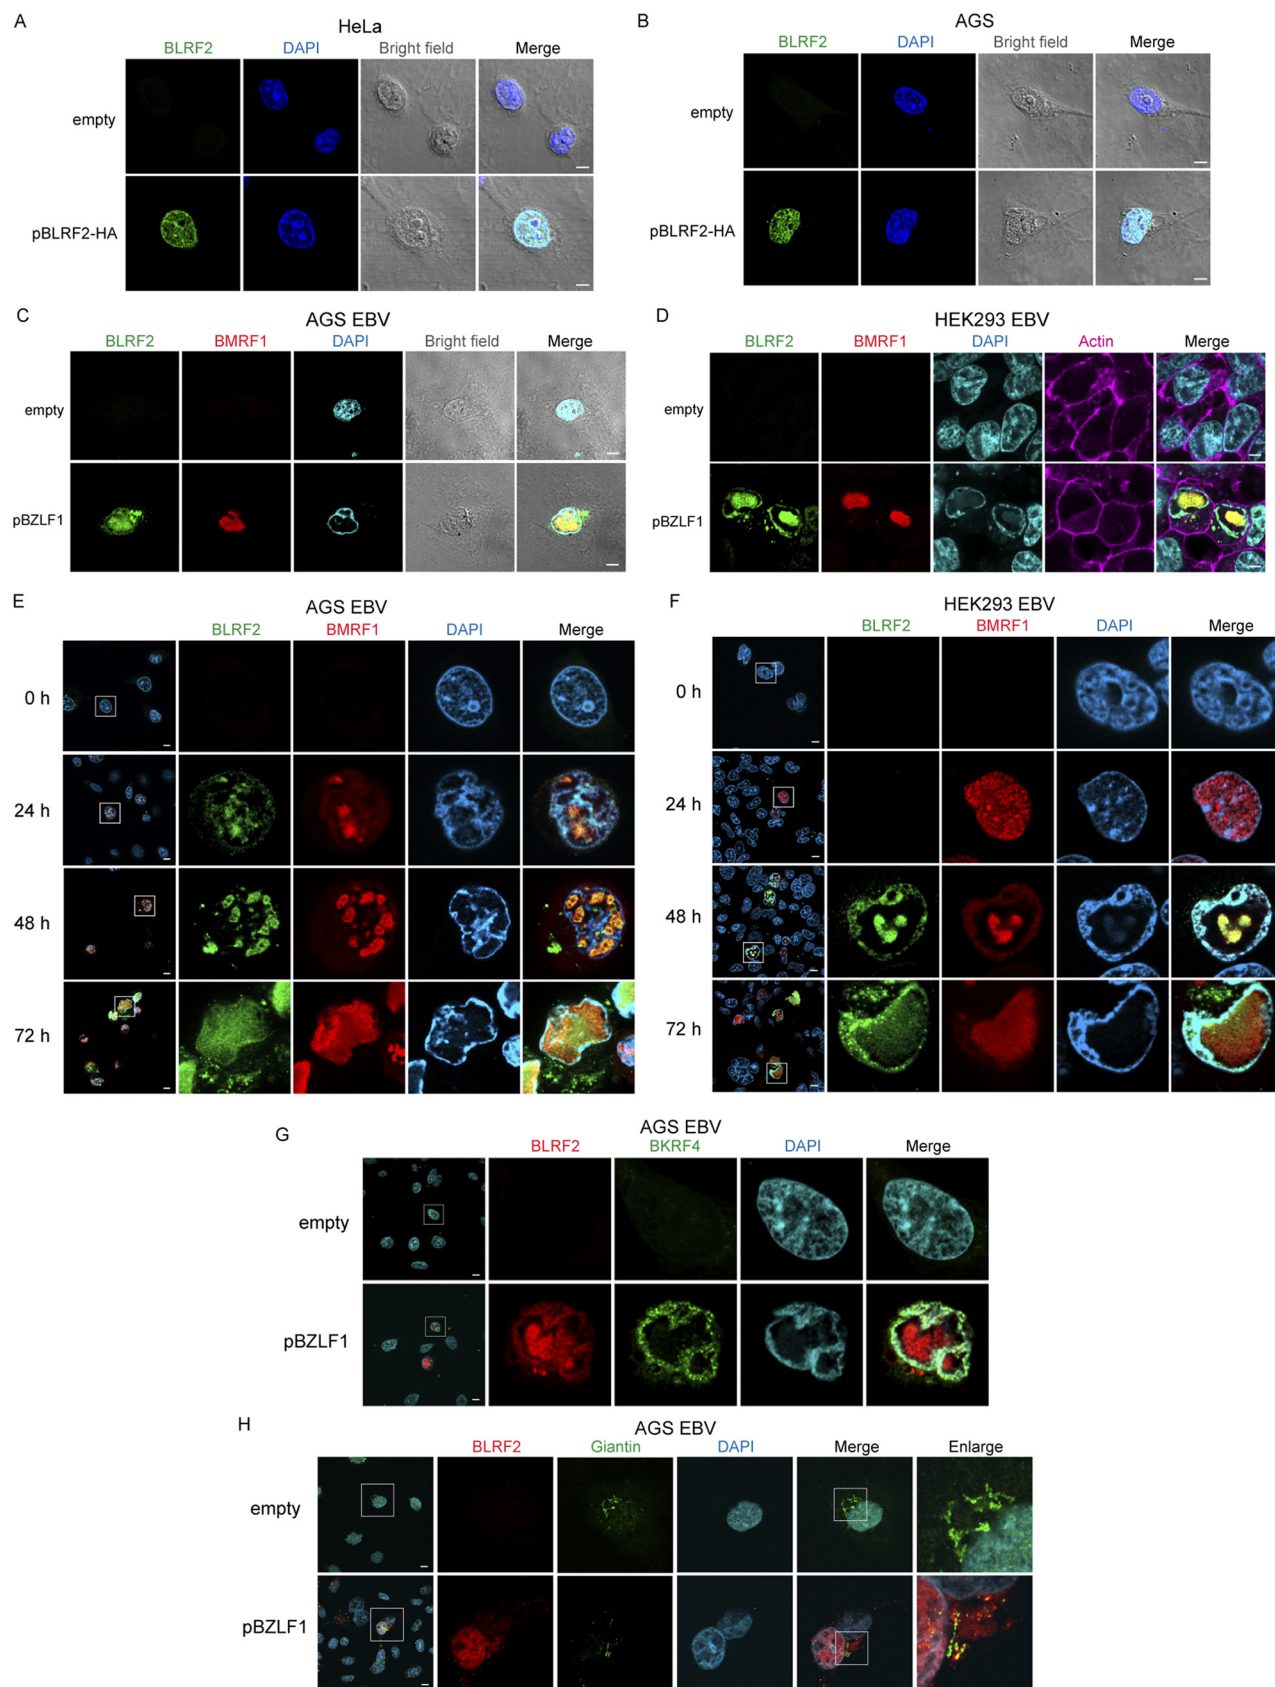 A
HeLa
BLRF2 DAPI Bright field Merge
empty
pBLRF2-HA
B
AGS
BLRF2 DAPI Bright field Merge
empty
pBLRF2-HA
C
AGS EBV
BLRF2 BMRF1 DAPI Bright field Merge
empty
pBZLF1
D
HEK293 EBV
BLRF2 BMRF1 DAPI Actin Merge
empty
pBZLF1
E
AGS EBV
BLRF2 BMRF1 DAPI Merge
0 h
24 h
48 h
72 h
F
HEK293 EBV
BLRF2 BMRF1 DAPI Merge
0 h
24 h
48 h
72 h
G
AGS EBV
BLRF2 BKRF4 DAPI Merge
empty
pBZLF1
H
AGS EBV
BLRF2 Giantin DAPI Merge Enlarge
empty
pBZLF1